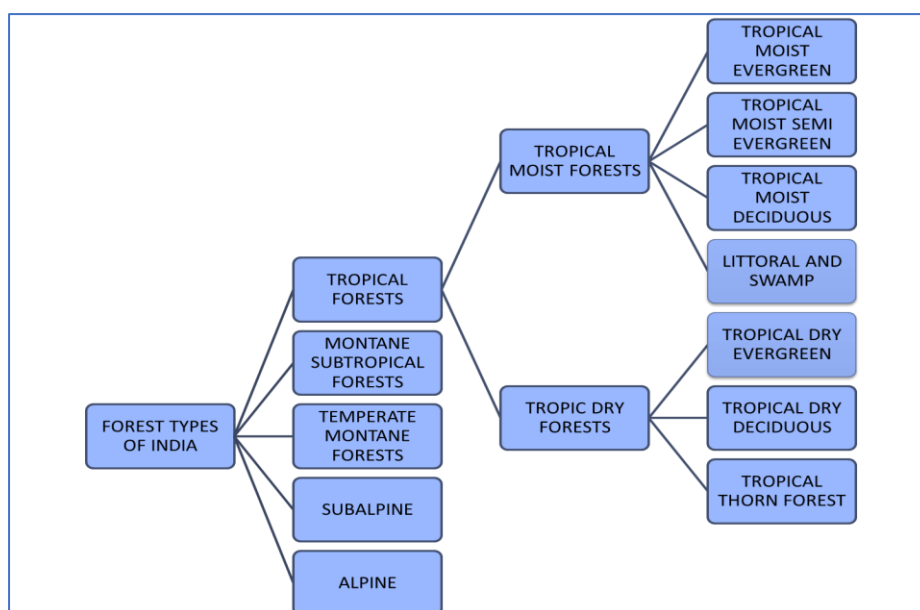 FOREST TYPES
OF INDIA
TROPICAL
FORESTS
MONTANE
SUBTROPICAL
FORESTS
TEMPERATE
MONTANE
FORESTS
SUBALPINE
ALPINE
TROPICAL
MOIST FORESTS
TROPIC DRY
FORESTS
TROPICAL
MOIST
EVERGREEN
TROPICAL
MOIST SEMI
EVERGREEN
TROPICAL
MOIST
DECIDUOUS
LITTORAL AND
SWAMP
TROPICAL DRY
EVERGREEN
TROPICAL DRY
DECIDUOUS
TROPICAL
THORN FOREST